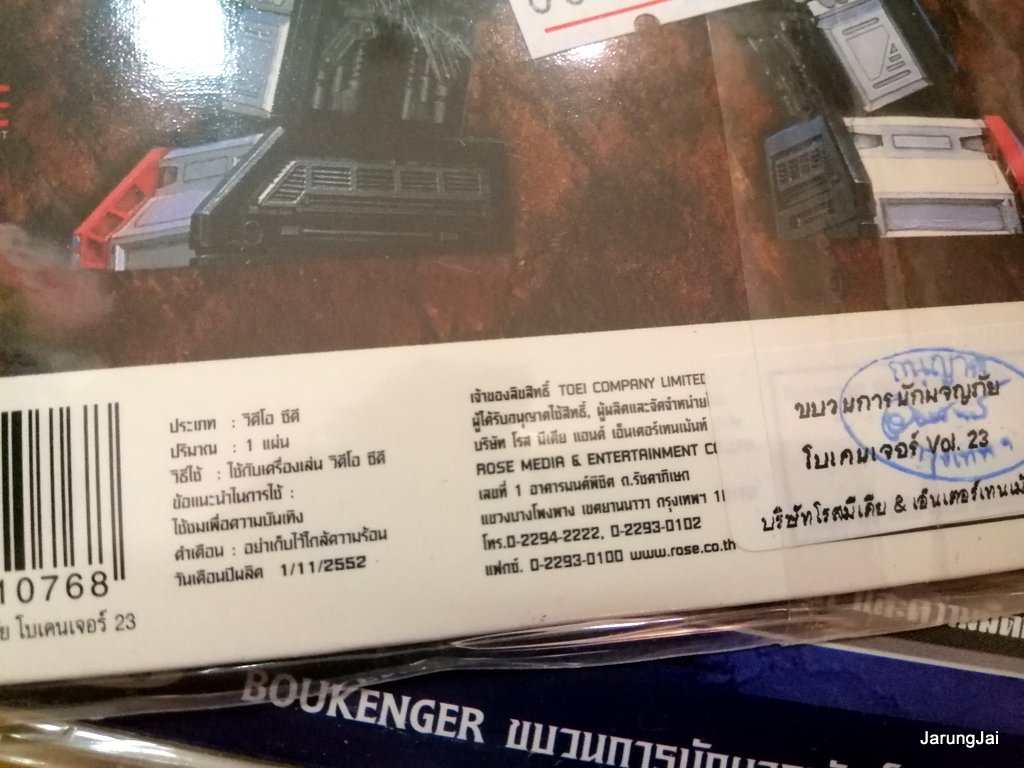 10768
โบเคนเจอร์ 23
ประเภท : วิดีโอ ซีดี
ปริมาณ : 1 แผ่น
วิธีใช้ : ใช้กับเครื่องเล่น วิดีโอ ซีดี
ข้อแนะนำในการใช้ :
ใช้ชมเพื่อความบันเทิง
คำเตือน : อย่าเก็บไว้ใกล้ความร้อน
วันเดือนปีผลิต 1/11/2552
เจ้าของลิขสิทธิ์ TOEI COMPANY LIMITED
ผู้ได้รับอนุญาตใช้สิทธิ์, ผู้ผลิตและจัดจำหน่าย
บริษัท โรส มีเดีย แอนด์ เอ็นเตอร์เทนเม้นท์
ROSE MEDIA & ENTERTAINMENT
เลขที่ 1 อาคารมนต์พิชิต ถ.รัชดาภิเษก
แขวงบางโพงพาง เขตยานนาวา กรุงเทพฯ
โทร.0-2294-2222, 0-2293-0102
แฟกซ์. 0-2293-0100 www.rose.co.th
ขบวนการนักผจญภัย
โบเคนเจอร์ Vol. 23
บริษัทโรสมีเดีย &
BOUKENGER ขบวนการนักผจญภัย
JarungJai